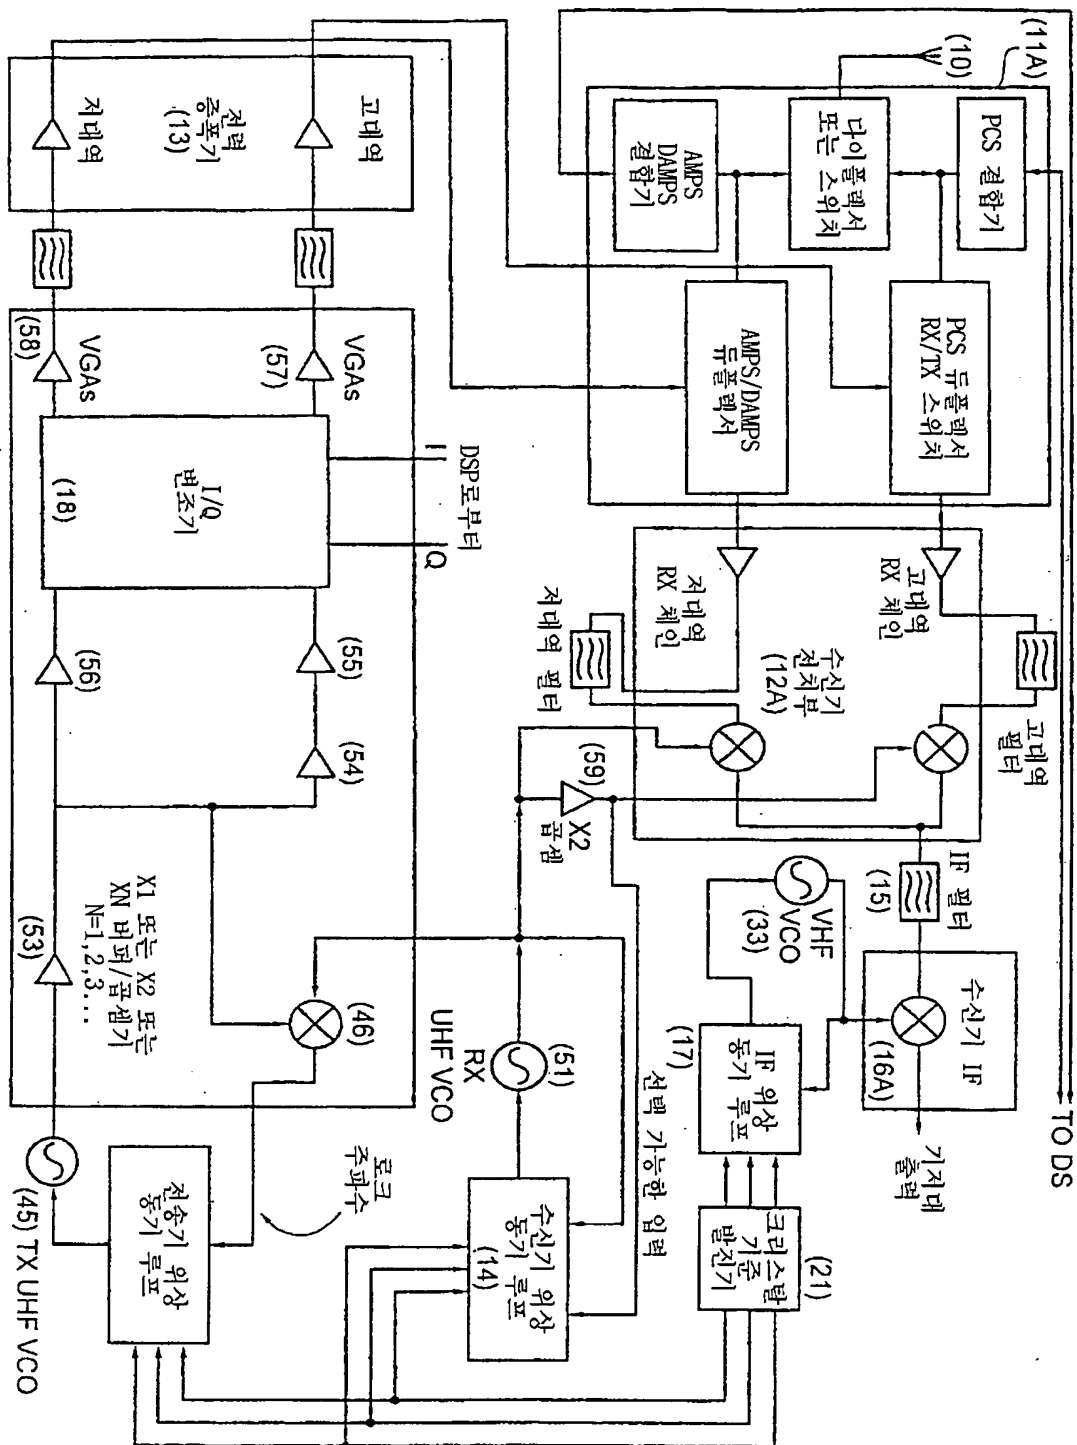 (11A)
(10)
PCS 결합기
다이플렉서
또는 스위치
AMPS
DAMPS
결합기
PCS 듀플렉서
RX/TX 스위치
AMPS/DAMPS
듀플렉서
고대역
전력
증폭기
(13)
저대역
고대역
RX 체인
저대역
RX 체인
수신기
전치부
(12A)
고대역
필터
저대역 필터
(57)
VGAs
(58)
VGAs
I
DSP로부터
Q
I/Q
변조기
(18)
(55)
(56)
(54)
(53)
X1 또는 X2 또는
XN 버퍼/곱셈기
N=1,2,3...
(46)
(59)
X2
곱셈
IF 필터
(15)
VHF
VCO
(33)
수신기 IF
(16A)
TO DS
기저대
출력
IF 위상
동기 루프
(17)
(51)
RX
UHF VCO
선택 가능한 입력
수신기 위상
동기 루프
(14)
크리스탈
기준
발진기
(21)
로크
주파수
전송기 위상
동기 루프
(45) TX UHF VCO